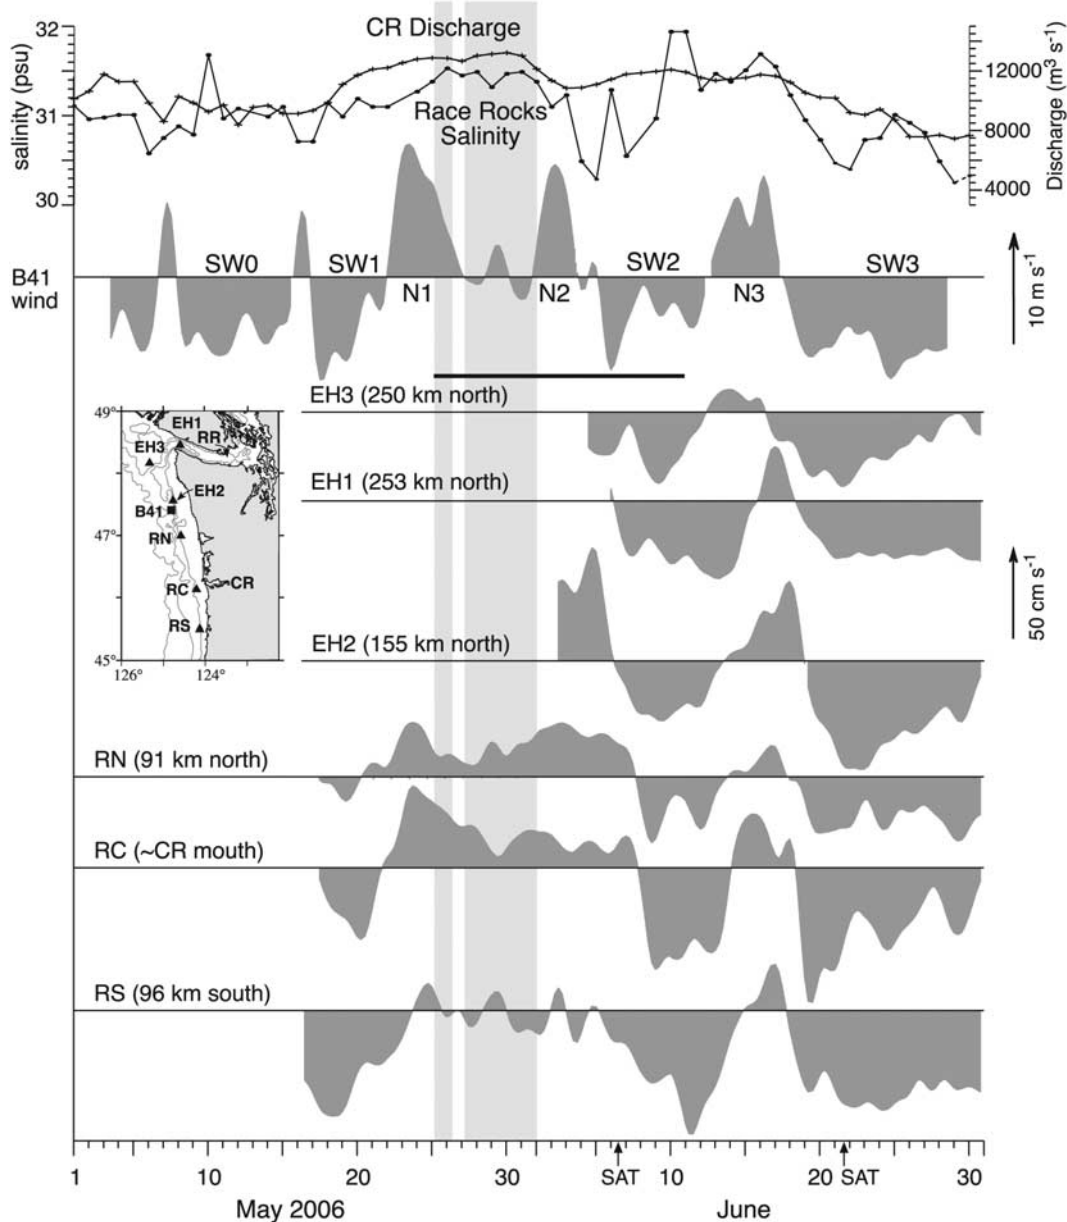 32
31
30
salinity (psu)
CR Discharge
Race Rocks
Salinity
12000
8000
4000
Discharge (m³ s⁻¹)
B41
wind
SW0
SW1
SW2
SW3
N1
N2
N3
10 m s⁻¹
EH3 (250 km north)
EH1 (253 km north)
EH2 (155 km north)
50 cm s⁻¹
49°
47°
45°
126°
124°
EH1
RR
EH3
EH2
B41
RN
RC
CR
RS
RN (91 km north)
RC (~CR mouth)
RS (96 km south)
1 10 20 30 SAT 10 20 SAT 30
May 2006 June